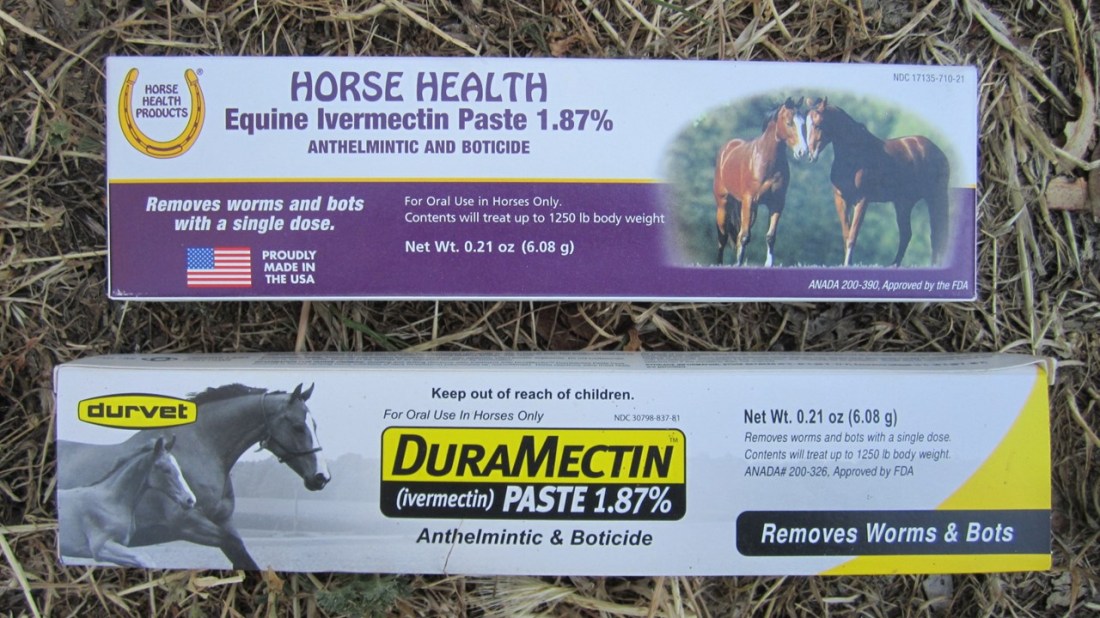 HORSE
HEALTH
PRODUCTS
®
HORSE HEALTH
Equine Ivermectin Paste 1.87%
ANTHELMINTIC AND BOTICIDE
NDC 17135-710-21
Removes worms and bots
with a single dose.
PROUDLY
MADE IN
THE USA
For Oral Use in Horses Only.
Contents will treat up to 1250 lb body weight
Net Wt. 0.21 oz (6.08 g)
ANADA 200-390, Approved by the FDA
durvet
Keep out of reach of children.
For Oral Use In Horses Only
NDC 30798-837-81
DURAMECTIN™
(ivermectin) PASTE 1.87%
Anthelmintic & Boticide
Net Wt. 0.21 oz (6.08 g)
Removes worms and bots with a single dose.
Contents will treat up to 1250 lb body weight.
ANADA# 200-326, Approved by FDA
Removes Worms & Bots